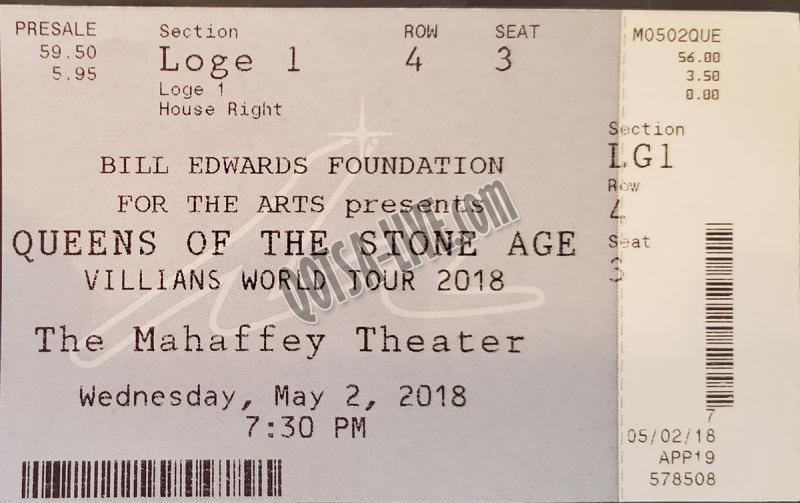 PRESALE
59.50
5.95
Section
Loge 1
Loge 1
House Right
ROW
4
SEAT
3
BILL EDWARDS FOUNDATION
FOR THE ARTS presents
QUEENS OF THE STONE AGE
VILLIANS WORLD TOUR 2018
QOTSA-LIVE.com
The Mahaffey Theater
Wednesday, May 2, 2018
7:30 PM
M0502QUE
56.00
3.50
0.00
Section
LG1
Row
4
Seat
3
7
05/02/18
APP19
578508